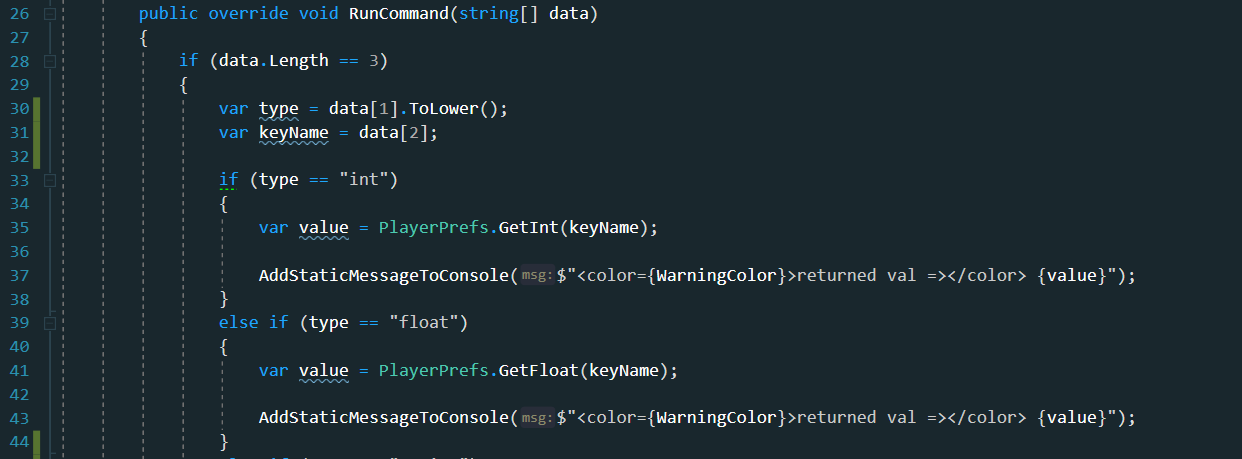 26 public override void RunCommand(string[] data)
27 {
28 if (data.Length == 3)
29 {
30 var type = data[1].ToLower();
31 var keyName = data[2];
32
33 if (type == "int")
34 {
35 var value = PlayerPrefs.GetInt(keyName);
36
37 AddStaticMessageToConsole(msg:$"<color={WarningColor}>returned val =></color> {value}");
38 }
39 else if (type == "float")
40 {
41 var value = PlayerPrefs.GetFloat(keyName);
42
43 AddStaticMessageToConsole(msg:$"<color={WarningColor}>returned val =></color> {value}");
44 }